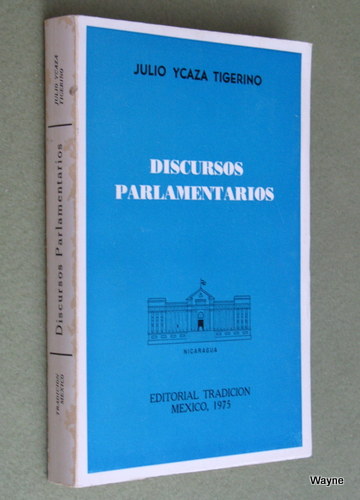 JULIO YCAZA TIGERINO
DISCURSOS
PARLAMENTARIOS
NICARAGUA
EDITORIAL TRADICION
MEXICO, 1975
JULIO YCAZA
TIGERINO
Discursos Parlamentarios
TRADICION
MEXICO
Wayne